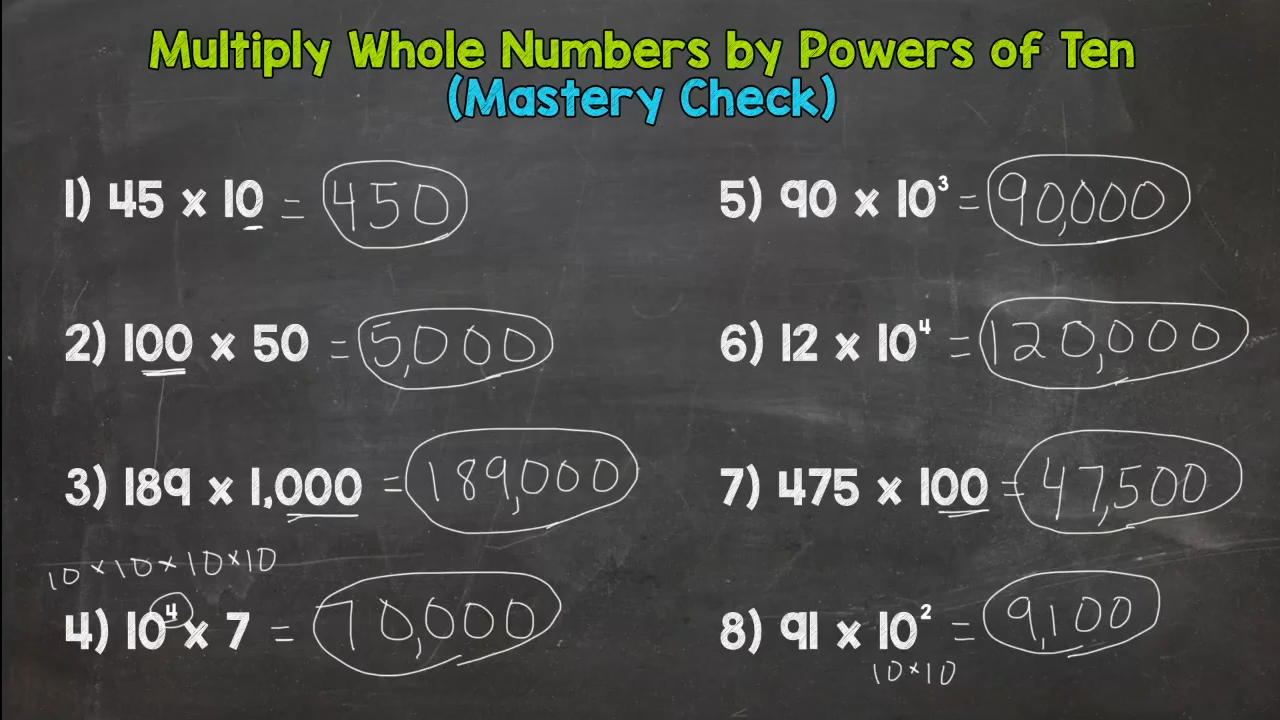 Multiply Whole Numbers by Powers of Ten
(Mastery Check)
1) 45 x 10 = 450
2) 100 x 50 = 5,000
3) 189 x 1,000 = 189,000
10 x 10 x 10 x 10
4) 10⁴ x 7 = 70,000
5) 90 x 10³ = 90,000
6) 12 x 10⁴ = 120,000
7) 475 x 100 = 47,500
8) 91 x 10² = 9,100
10 x 10